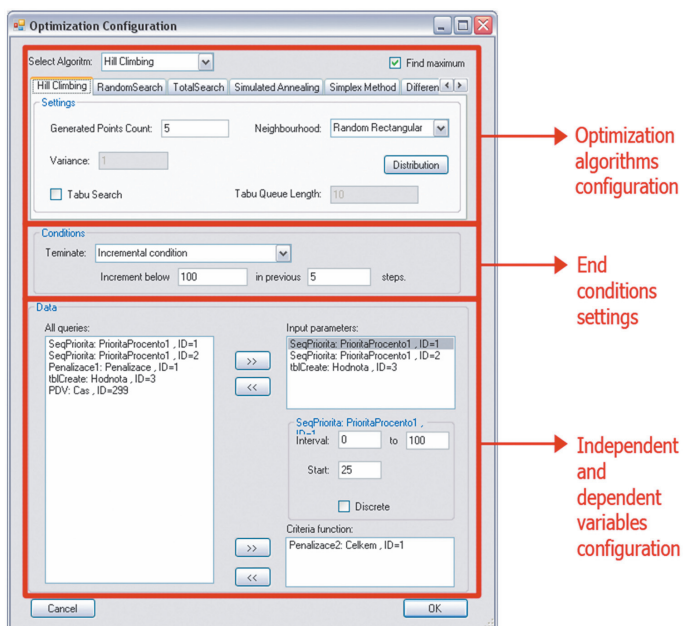 Optimization Configuration
Select Algoritm: Hill Climbing Find maximum
Hill Climbing RandomSearch TotalSearch Simulated Annealing Simplex Method Differen
Settings
Generated Points Count: 5 Neighbourhood: Random Rectangular
Variance: 1 Distribution
Tabu Search Tabu Queue Length: 10
Optimization
algorithms
configuration
Conditions
Teminate: Incremental condition
Increment below 100 in previous 5 steps.
End
conditions
settings
Data
All queries:
SeqPriorita: PrioritaProcento1 , ID=1
SeqPriorita: PrioritaProcento1 , ID=2
Penalizace1: Penalizace , ID=1
tblCreate: Hodnota , ID=3
PDV: Cas , ID=299
>>
<<
Input parameters:
SeqPriorita: PrioritaProcento1 , ID=1
SeqPriorita: PrioritaProcento1 , ID=2
tblCreate: Hodnota , ID=3
SeqPriorita: PrioritaProcento1 ,
ID=1
Interval: 0 to 100
Start: 25
Discrete
Criteria function:
>>
<<
Penalizace2: Celkem , ID=1
Independent
and
dependent
variables
configuration
Cancel OK